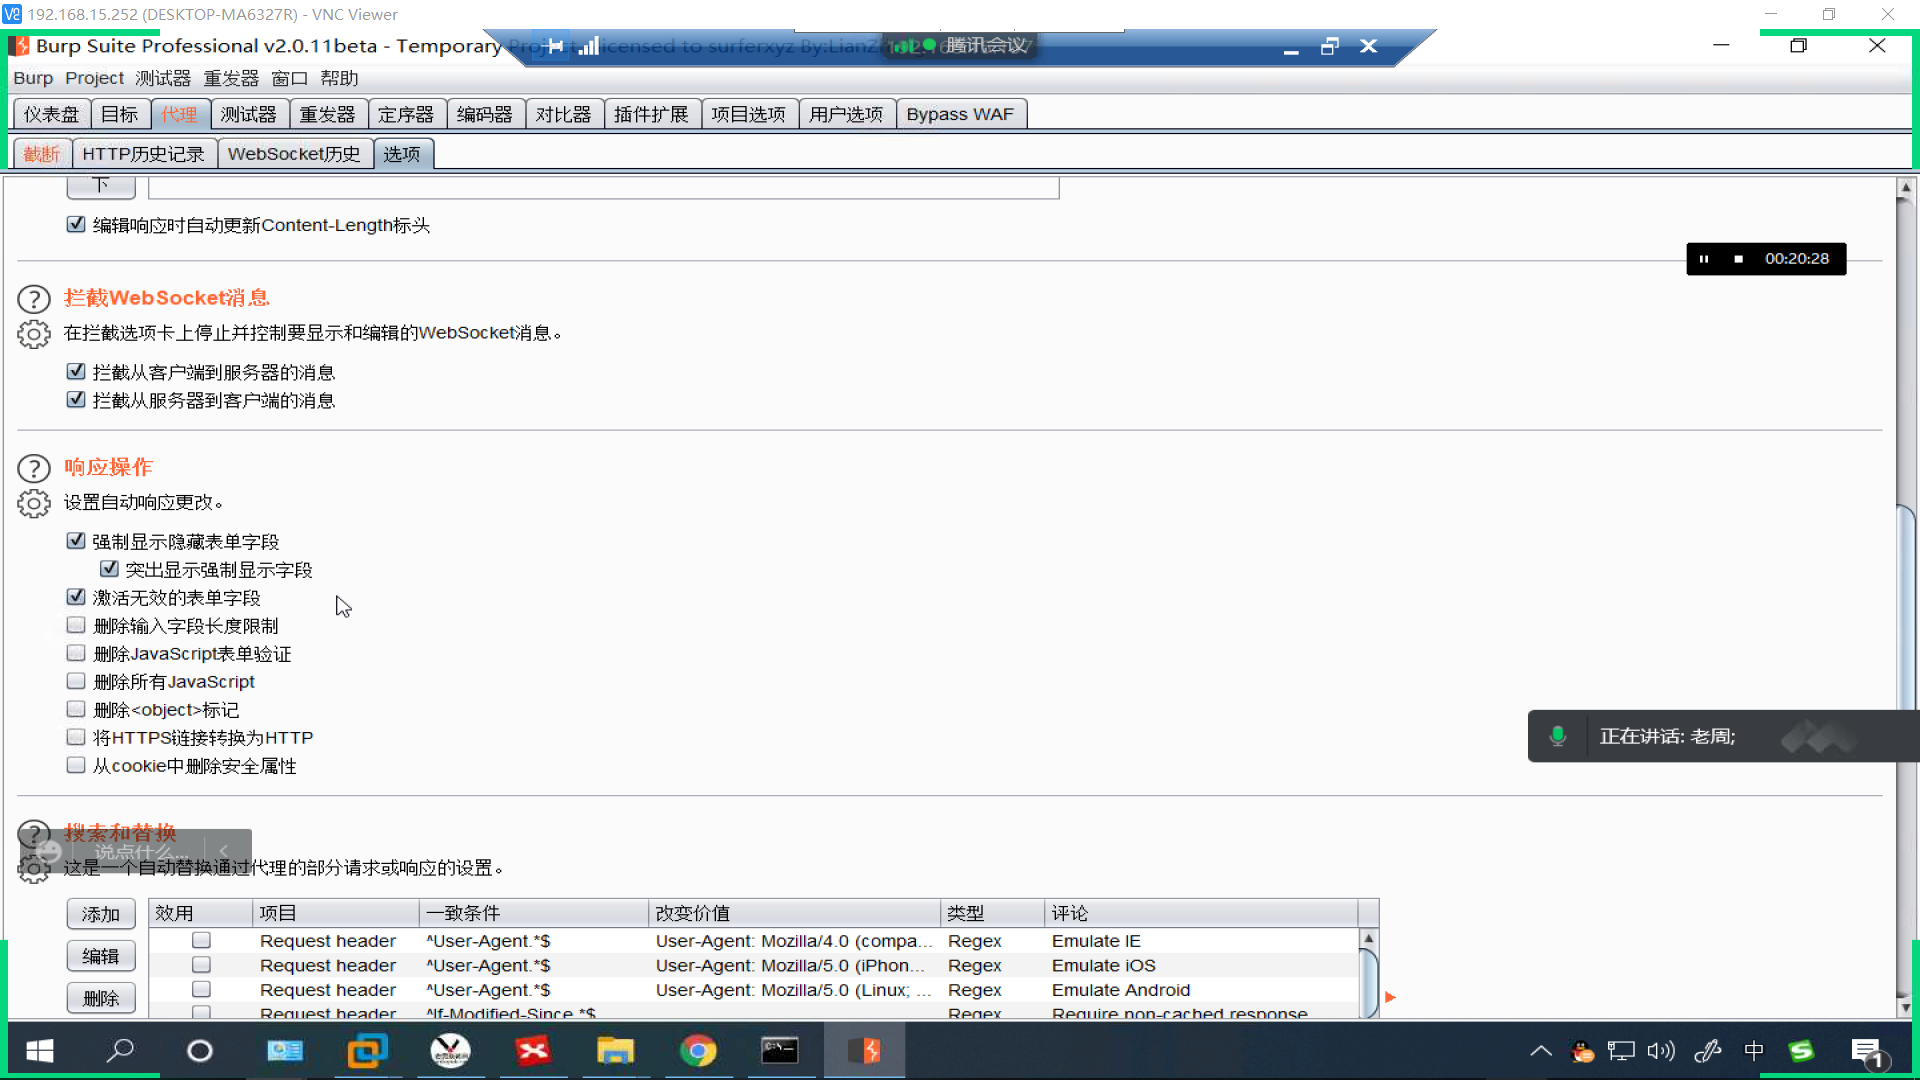 192.168.15.252 (DESKTOP-MA6327R) - VNC Viewer
Burp Suite Professional v2.0.11beta - Temporary Project - licensed to surferxyz By:LianZ
腾讯会议
Burp Project 测试器 重发器 窗口 帮助
仪表盘 目标 代理 测试器 重发器 定序器 编码器 对比器 插件扩展 项目选项 用户选项 Bypass WAF
截断 HTTP历史记录 WebSocket历史 选项
下
编辑响应时自动更新Content-Length标头
00:20:28
拦截WebSocket消息
在拦截选项卡上停止并控制要显示和编辑的WebSocket消息。
拦截从客户端到服务器的消息
拦截从服务器到客户端的消息
响应操作
设置自动响应更改。
强制显示隐藏表单字段
突出显示强制显示字段
激活无效的表单字段
删除输入字段长度限制
删除JavaScript表单验证
删除所有JavaScript
删除<object>标记
将HTTPS链接转换为HTTP
正在讲话: 老周;
从cookie中删除安全属性
搜索和替换
说点什么...
这是一个自动替换通过代理的部分请求或响应的设置。
添加 效用 项目 一致条件 改变价值 类型 评论
Request header ^User-Agent.*$ User-Agent: Mozilla/4.0 (compa... Regex Emulate IE
编辑 Request header ^User-Agent.*$ User-Agent: Mozilla/5.0 (iPhon... Regex Emulate iOS
删除 Request header ^User-Agent.*$ User-Agent: Mozilla/5.0 (Linux; ... Regex Emulate Android
Request header ^If-Modified-Since.*$ Regex Require non-cached response
中
1